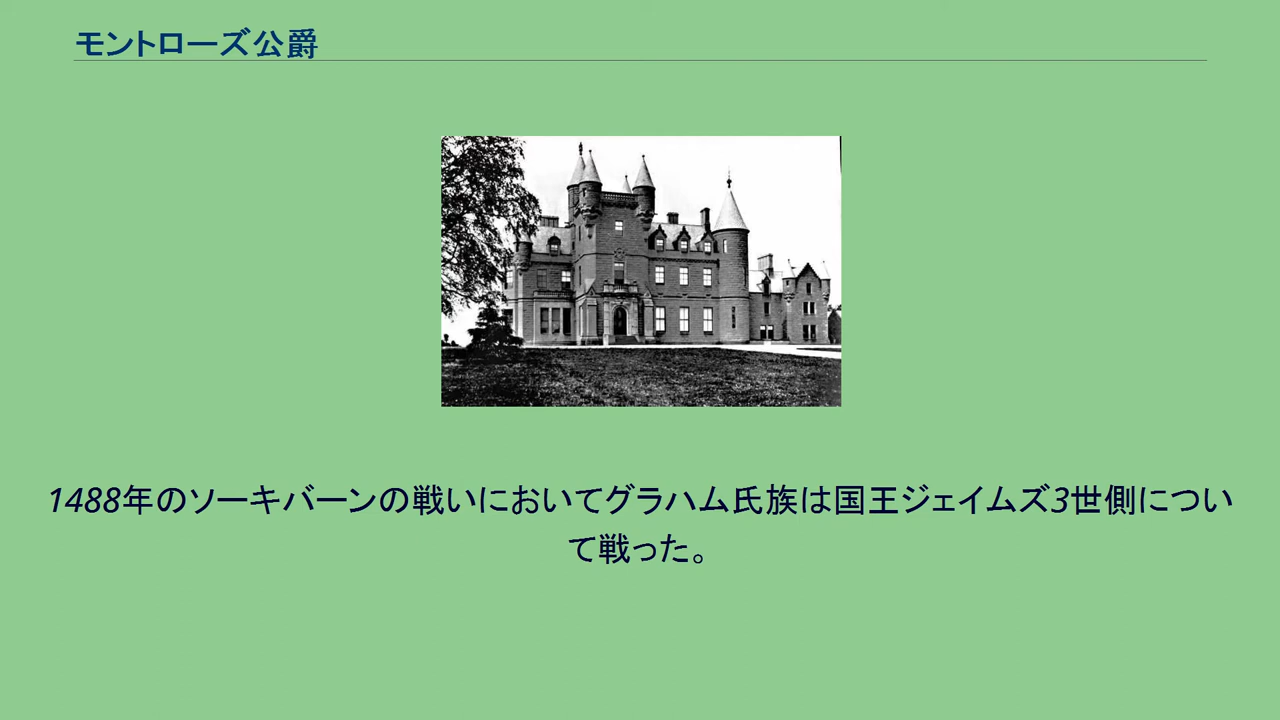 モントローズ公爵
1488年のソーキバーンの戦いにおいてグラハム氏族は国王ジェイムズ3世側につい
て戦った。